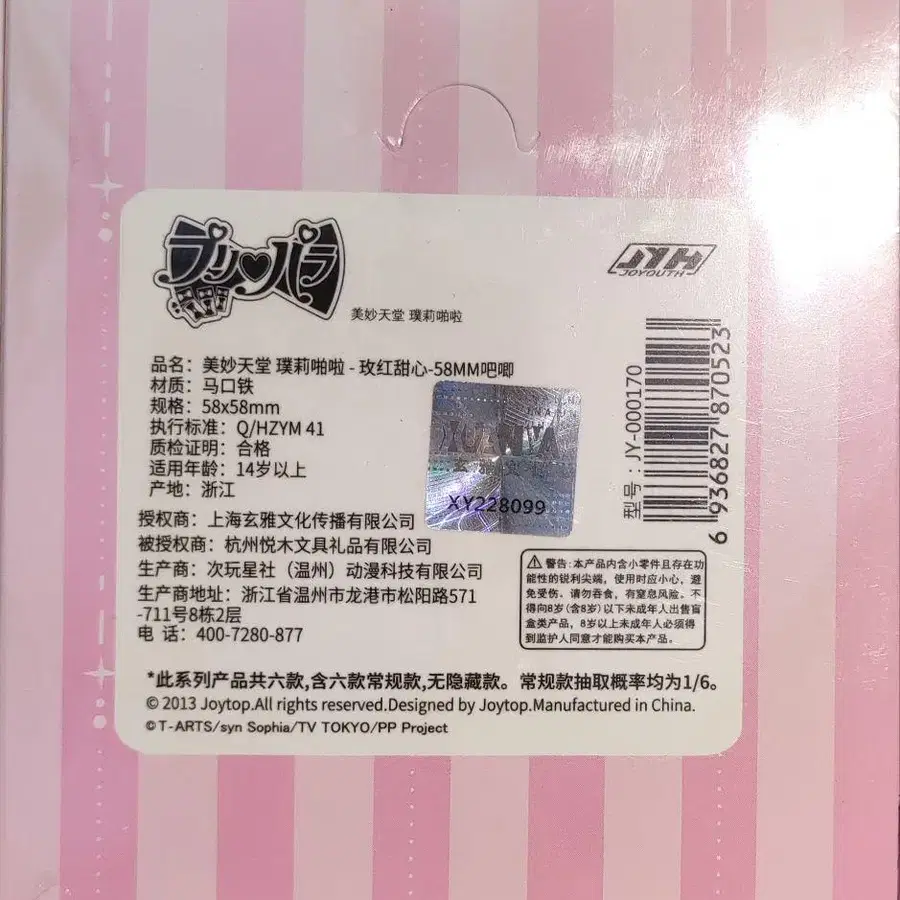 プリ♥パラ
美妙天堂 璞莉啪啦
JYH
JOYOUTH
品名：美妙天堂 璞莉啪啦 - 玫红甜心-58MM吧唧
材质：马口铁
规格：58x58mm
执行标准：Q/HZYM 41
质检证明：合格
适用年龄：14岁以上
产地：浙江
授权商：上海玄雅文化传播有限公司
被授权商：杭州悦木文具礼品有限公司
生产商：次玩星社（温州）动漫科技有限公司
生产商地址：浙江省温州市龙港市松阳路571
-711号8栋2层
电 话：400-7280-877
XY228099
型号：JY-000170
6 936827 870523
警告：本产品内含小零件且存在功
能性的锐利尖端，使用时应小心，避
免受伤。请勿吞食，有窒息风险。不
得向8岁(含8岁)以下未成年人出售盲
盒类产品，8岁以上未成年人必须得
到监护人同意才能购买本产品。
*此系列产品共六款,含六款常规款,无隐藏款。常规款抽取概率均为1/6。
© 2013 Joytop.All rights reserved.Designed by Joytop.Manufactured in China.
©T-ARTS/syn Sophia/TV TOKYO/PP Project